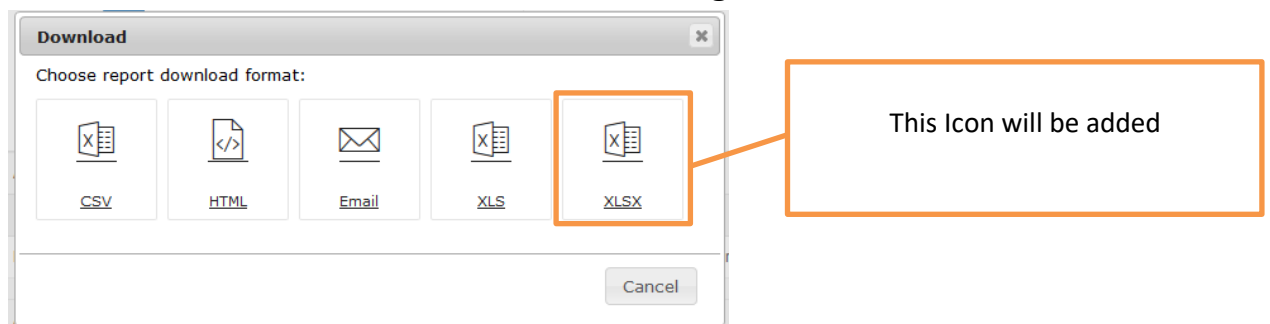 Download
Choose report download format:
CSV HTML Email XLS XLSX
Cancel
This Icon will be added